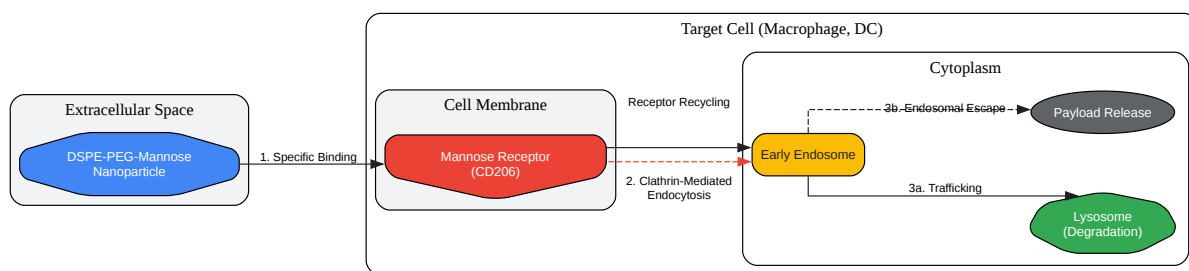 Target Cell (Macrophage, DC)
Cytoplasm
Extracellular Space
Cell Membrane
Receptor Recycling
3b. Endosomal Escape
Payload Release
DSPE-PEG-Mannose
Nanoparticle
1. Specific Binding
Mannose Receptor
(CD206)
Early Endosome
2. Clathrin-Mediated
Endocytosis
3a. Trafficking
Lysosome
(Degradation)